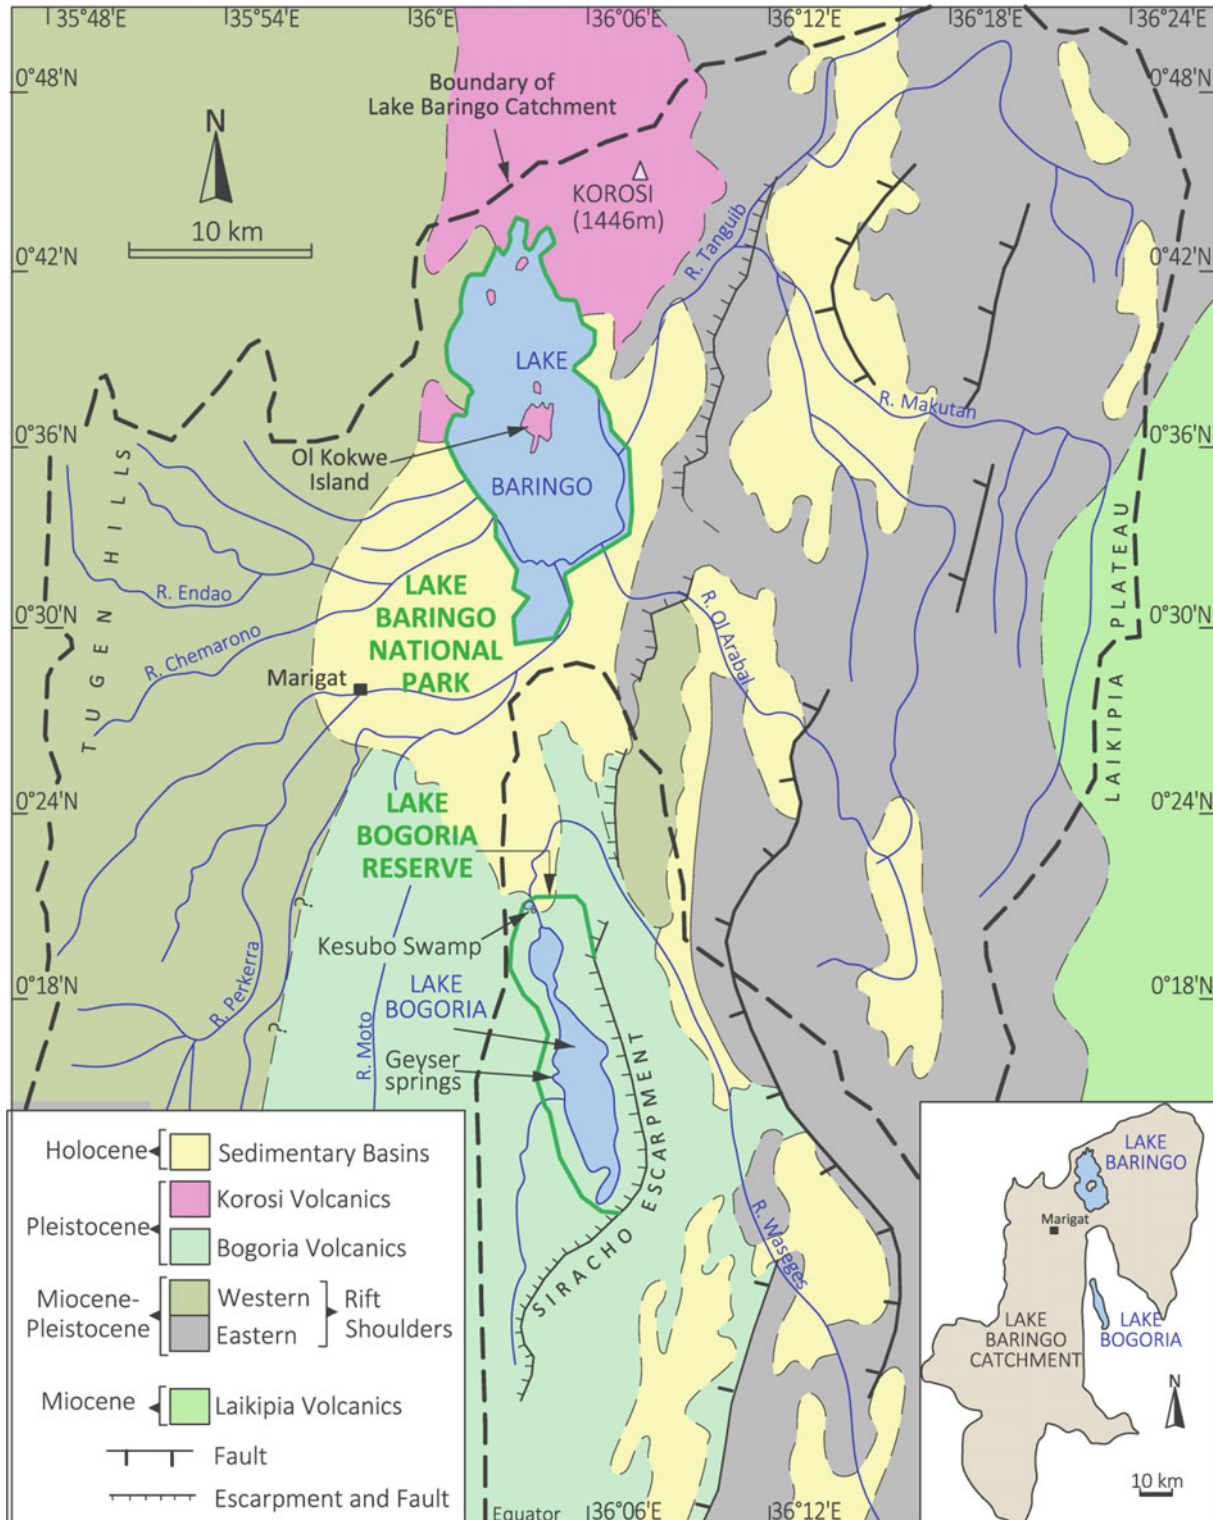 35°48'E
35°54'E
36°E
36°06'E
36°12'E
36°18'E
36°24'E
0°48'N
Boundary of
Lake Baringo Catchment
0°48'N
N
KOROSI
(1446m)
10 km
R. Tanguib
0°42'N
0°42'N
LAKE
R. Makutan
0°36'N
0°36'N
Ol Kokwe
Island
BARINGO
TUGEN HILLS
R. Endao
LAKE
BARINGO
NATIONAL
PARK
R. Ol Arabal
LAIKIPIA PLATEAU
0°30'N
0°30'N
R. Chemarono
Marigat
0°24'N
0°24'N
LAKE
BOGORIA
RESERVE
?
Kesubo Swamp
R. Perkerra
LAKE
BOGORIA
0°18'N
0°18'N
?
R. Moto
Geyser
springs
SIRACHO ESCARPMENT
R. Waseges
Holocene
Sedimentary Basins
Pleistocene
Korosi Volcanics
Bogoria Volcanics
Miocene-
Pleistocene
Western
Eastern
Rift
Shoulders
Miocene
Laikipia Volcanics
Fault
Escarpment and Fault
Equator
36°06'E
36°12'E
LAKE
BARINGO
Marigat
LAKE
BARINGO
CATCHMENT
LAKE
BOGORIA
N
10 km